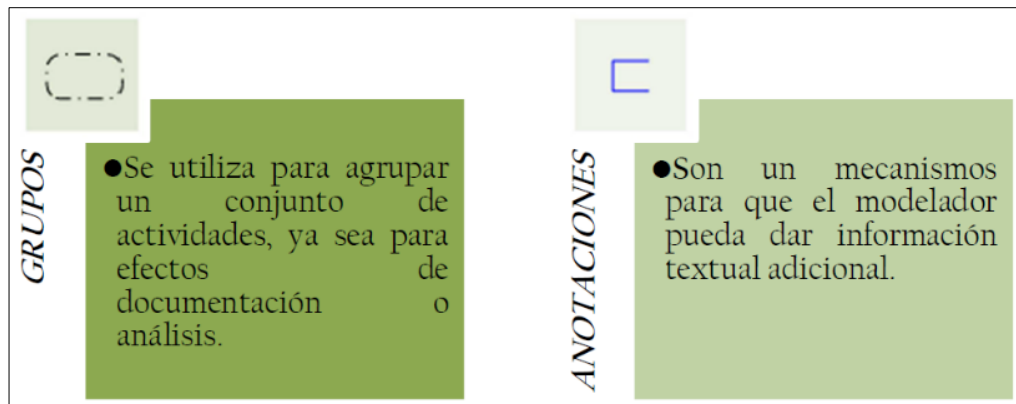 GRUPOS
●Se utiliza para agrupar
un conjunto de
actividades, ya sea para
efectos de
documentación o
análisis.
ANOTACIONES
●Son un mecanismos
para que el modelador
pueda dar información
textual adicional.